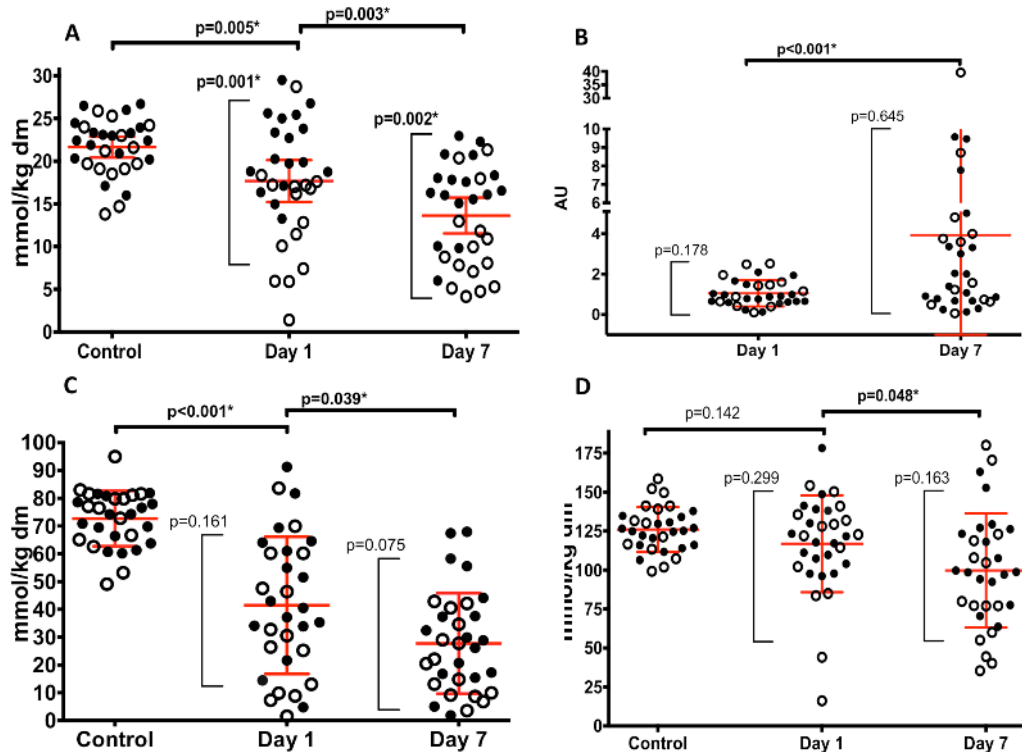 A
p=0.005*
p=0.003*
p=0.001*
p=0.002*
mmol/kg dm
30
25
20
15
10
5
0
Control
Day 1
Day 7
B
p<0.001*
p=0.645
p=0.178
AU
40
35
30
10
8
6
4
2
0
Day 1
Day 7
C
p<0.001*
p=0.039*
p=0.161
p=0.075
mmol/kg dm
100
90
80
70
60
50
40
30
20
10
0
Control
Day 1
Day 7
D
p=0.142
p=0.048*
p=0.299
p=0.163
mmol/kg dm
175
150
125
100
75
50
25
0
Control
Day 1
Day 7